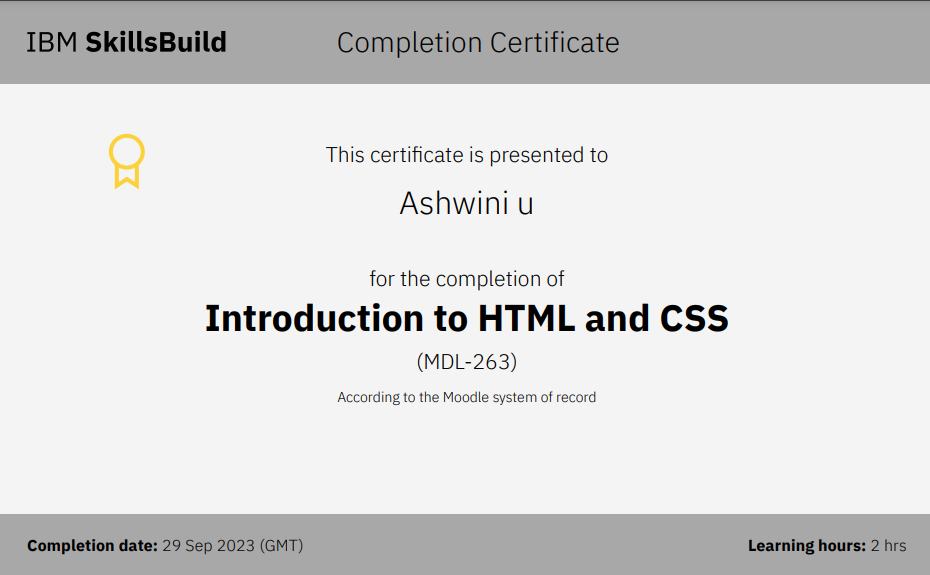 IBM SkillsBuild Completion Certificate
This certificate is presented to
Ashwini u
for the completion of
Introduction to HTML and CSS
(MDL-263)
According to the Moodle system of record
Completion date: 29 Sep 2023 (GMT) Learning hours: 2 hrs